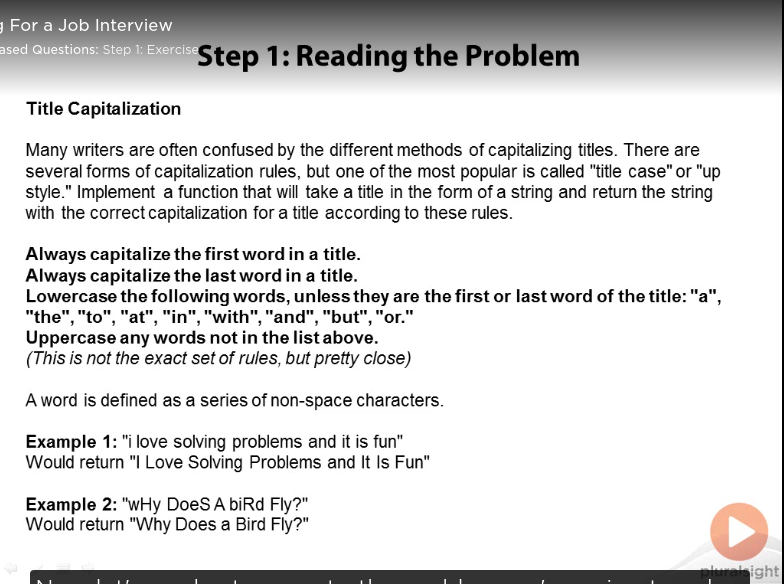 For a Job Interview
Questions: Step 1: Exercise
Step 1: Reading the Problem
Title Capitalization
Many writers are often confused by the different methods of capitalizing titles. There are
several forms of capitalization rules, but one of the most popular is called "title case" or "up
style." Implement a function that will take a title in the form of a string and return the string
with the correct capitalization for a title according to these rules.
Always capitalize the first word in a title.
Always capitalize the last word in a title.
Lowercase the following words, unless they are the first or last word of the title: "a",
"the", "to", "at", "in", "with", "and", "but", "or."
Uppercase any words not in the list above.
(This is not the exact set of rules, but pretty close)
A word is defined as a series of non-space characters.
Example 1: "i love solving problems and it is fun"
Would return "I Love Solving Problems and It Is Fun"
Example 2: "wHy DoeS A biRd Fly?"
Would return "Why Does a Bird Fly?"
pluralsight